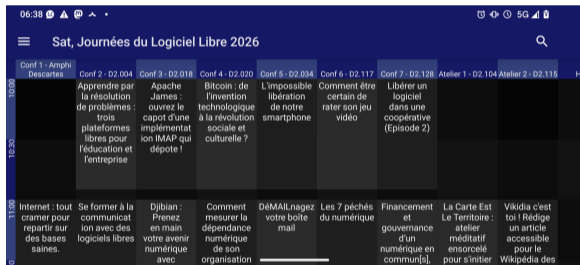 06:38
5G
Sat, Journées du Logiciel Libre 2026
Conf 1 - Amphi
Descartes
Conf 2 - D2.004
Conf 3 - D2.018
Conf 4 - D2.020
Conf 5 - D2.034
Conf 6 - D2.117
Conf 7 - D2.128
Atelier 1 - D2.104
Atelier 2 - D2.115
H
10:00
Apprendre par
la résolution
de problèmes :
trois
plateformes
libres pour
l'éducation et
l'entreprise
Apache
James :
ouvrez le
capot d'une
implémentat
ion IMAP qui
dépote !
Bitcoin : de
l'invention
technologique
à la révolution
sociale et
culturelle ?
L'impossible
libération
de notre
smartphone
Comment être
certain de
rater son jeu
vidéo
Libérer un
logiciel
dans une
coopérative
(Episode 2)
10:30
11:00
Internet : tout
cramer pour
repartir sur
des bases
saines.
Se former à la
communicat
ion avec des
logiciels libres
Djibian :
Prenez
en main
votre avenir
numérique
avec
Comment
mesurer la
dépendance
numérique
de son
organisation
DéMAILnagez
votre boîte
mail
Les 7 péchés
du numérique
Financement
et
gouvernance
d'un
numérique en
commun[s],
La Carte Est
Le Territoire :
atelier
méditatif
ensorcelé
pour s'initier
Vikidia c'est
toi ! Rédige
un article
accessible
pour le
Wikipédia des